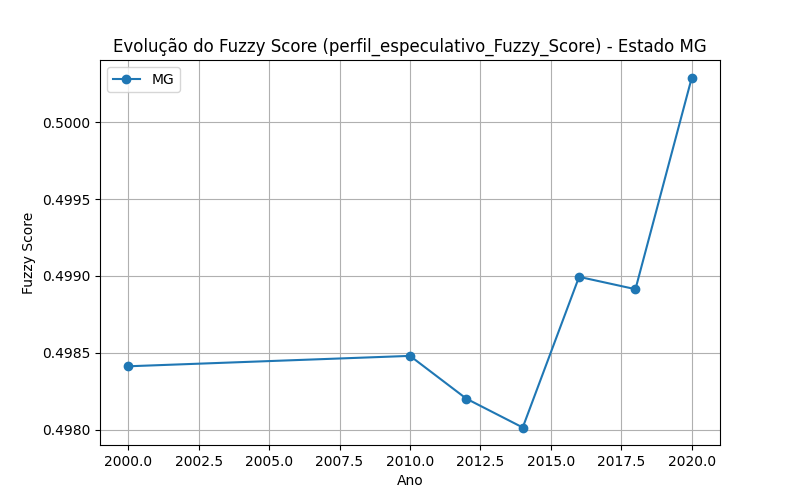 Evolução do Fuzzy Score (perfil_especulativo_Fuzzy_Score) - Estado MG
MG
0.5000
0.4995
0.4990
0.4985
0.4980
Fuzzy Score
2000.0 2002.5 2005.0 2007.5 2010.0 2012.5 2015.0 2017.5 2020.0
Ano